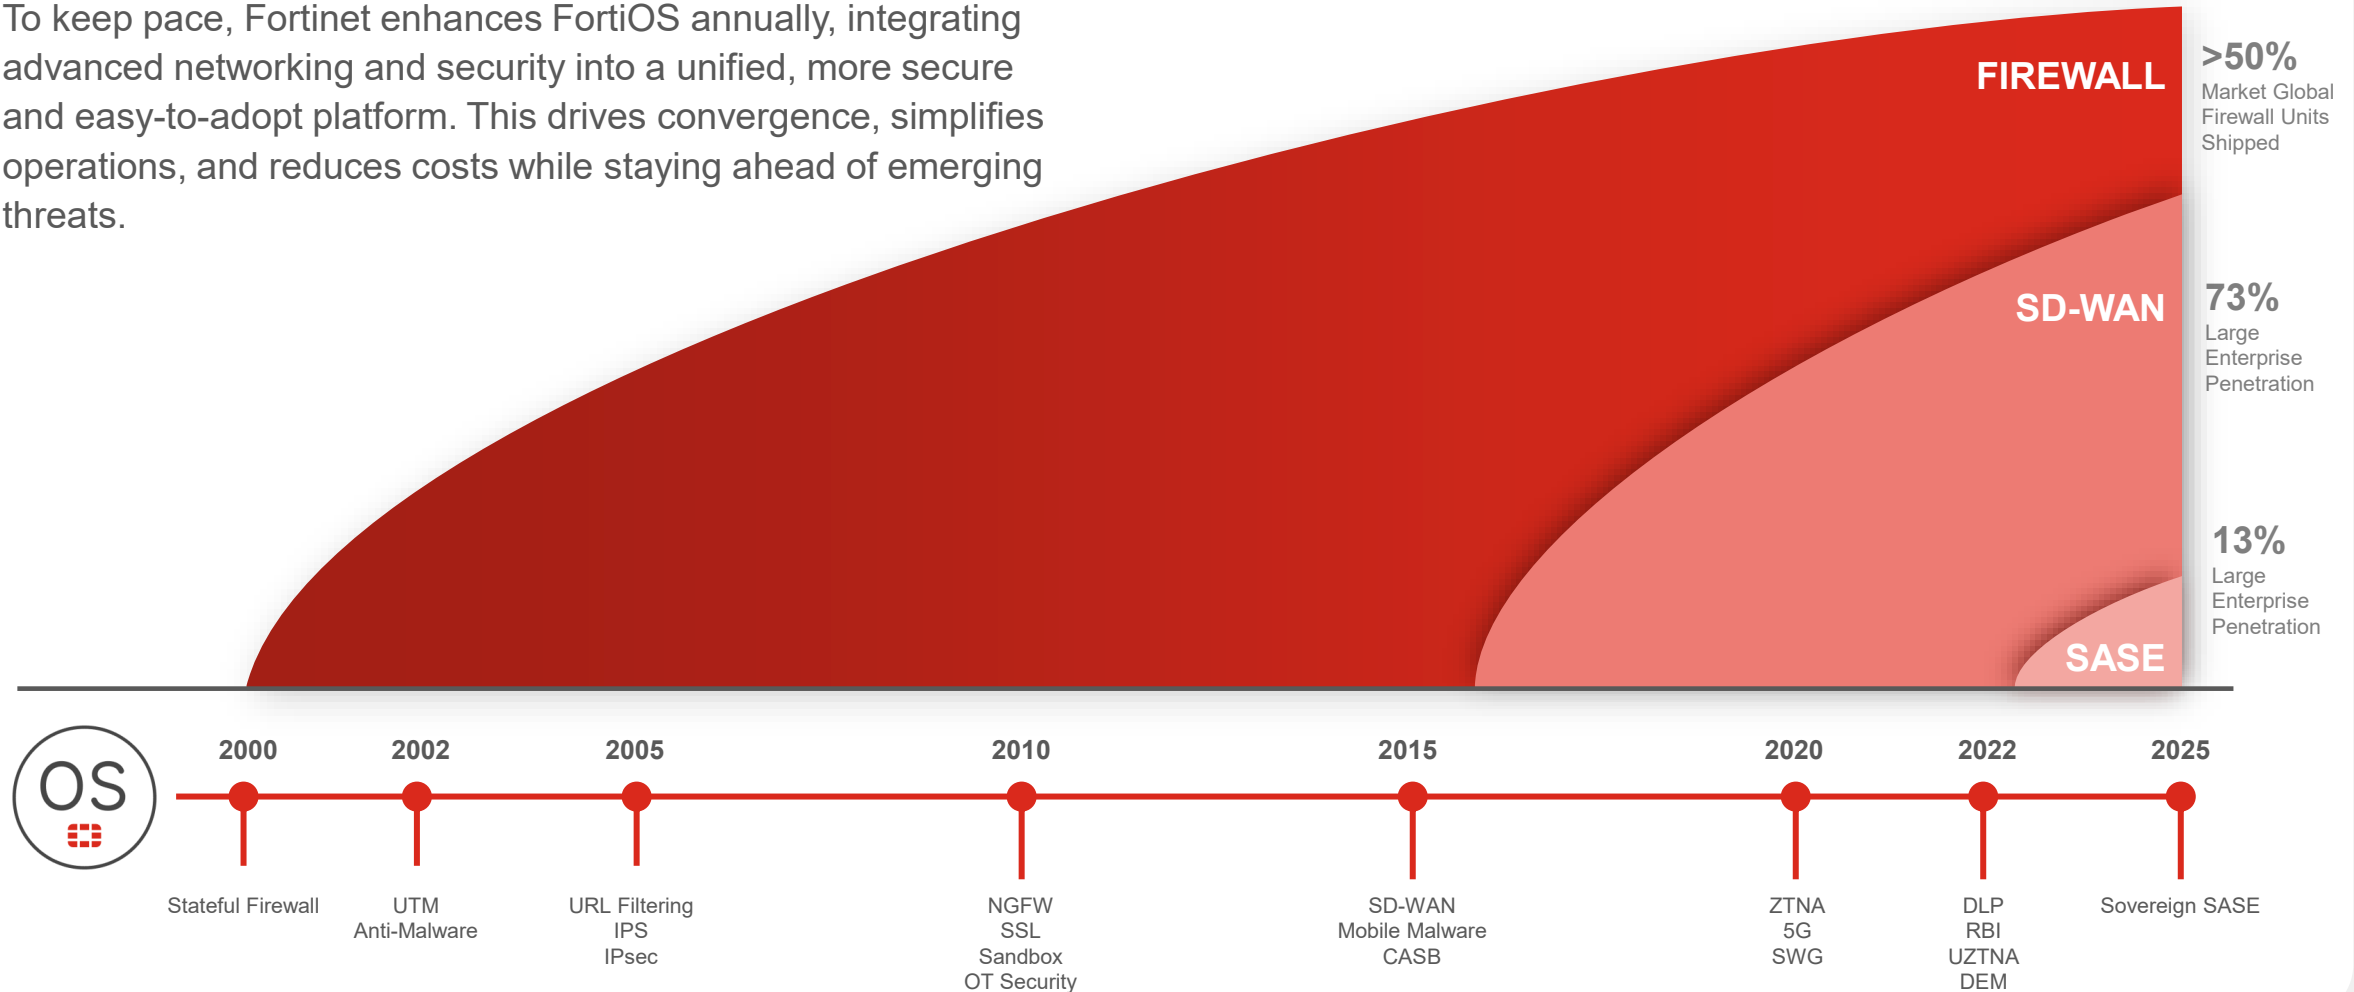 To keep pace, Fortinet enhances FortiOS annually, integrating
advanced networking and security into a unified, more secure
and easy-to-adopt platform. This drives convergence, simplifies
operations, and reduces costs while staying ahead of emerging
threats.
FIREWALL
>50%
Market Global
Firewall Units
Shipped
SD-WAN
73%
Large
Enterprise
Penetration
SASE
13%
Large
Enterprise
Penetration
OS
2000
2002
2005
2010
2015
2020
2022
2025
Stateful Firewall
UTM
Anti-Malware
URL Filtering
IPS
IPsec
NGFW
SSL
Sandbox
OT Security
SD-WAN
Mobile Malware
CASB
ZTNA
5G
SWG
DLP
RBI
UZTNA
DEM
Sovereign SASE